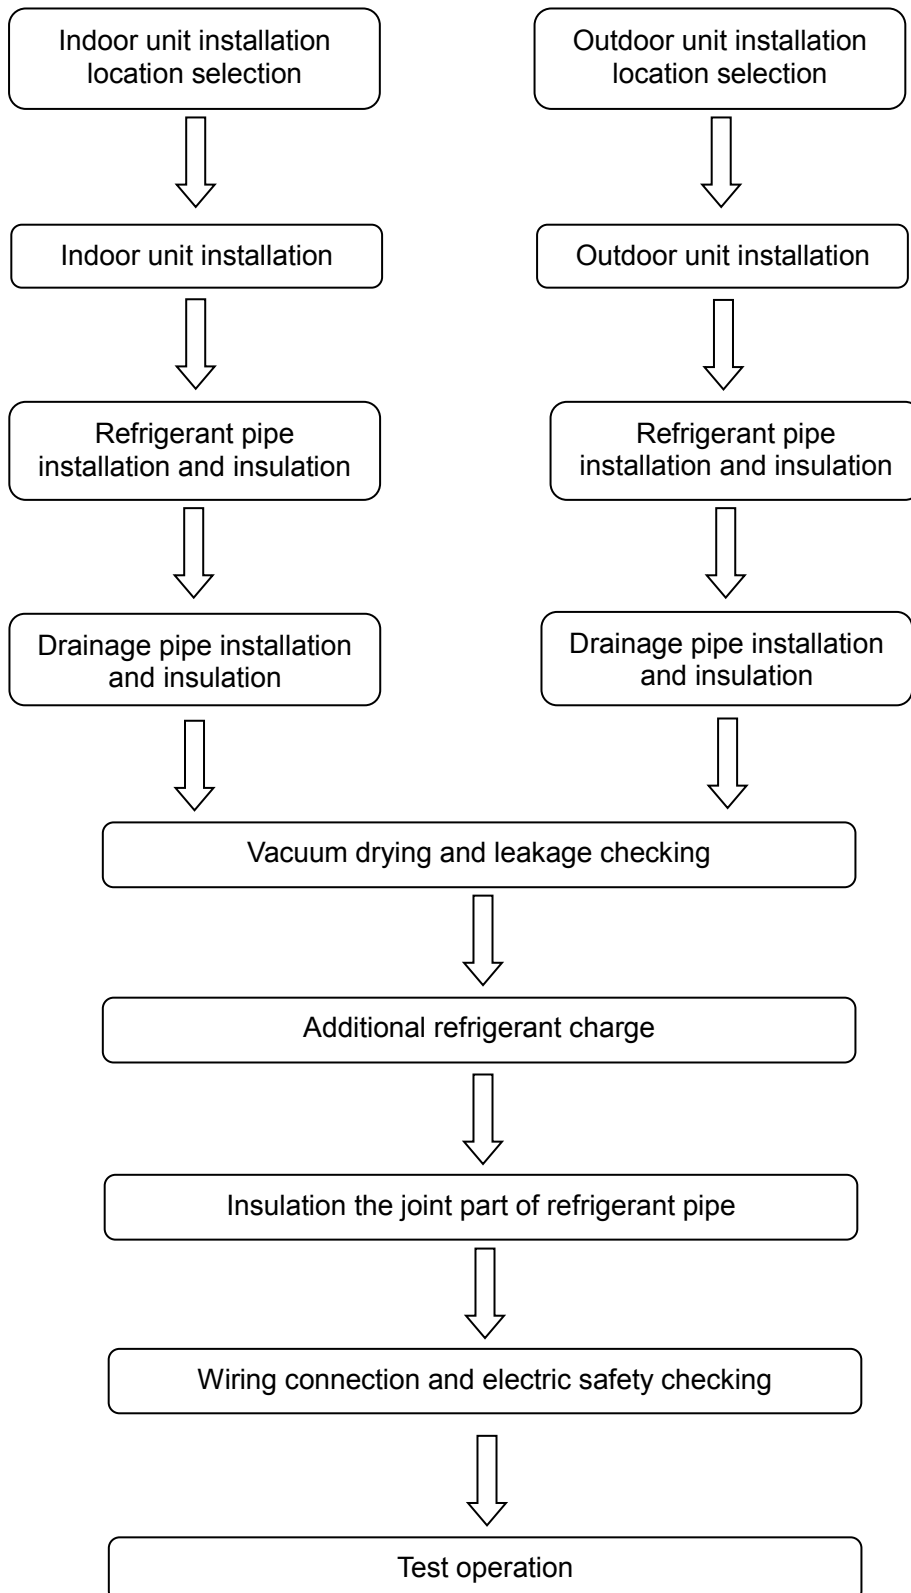 Indoor unit installation
location selection
Outdoor unit installation
location selection
Indoor unit installation
Outdoor unit installation
Refrigerant pipe
installation and insulation
Refrigerant pipe
installation and insulation
Drainage pipe installation
and insulation
Drainage pipe installation
and insulation
Vacuum drying and leakage checking
Additional refrigerant charge
Insulation the joint part of refrigerant pipe
Wiring connection and electric safety checking
Test operation